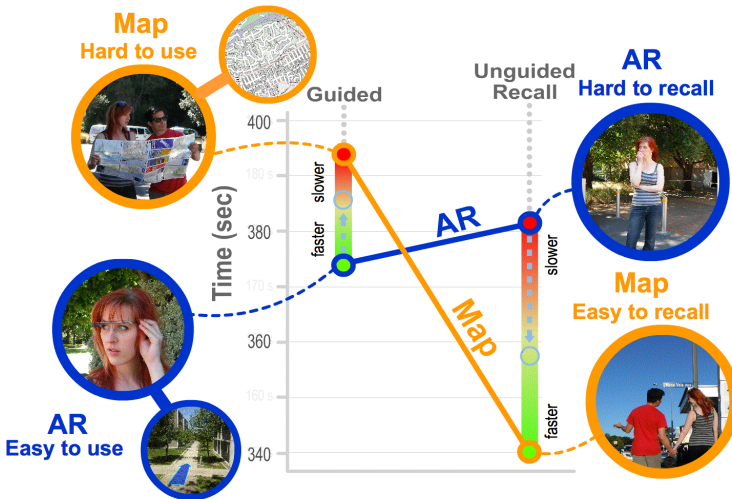 Map
Hard to use
Guided
Unguided
Recall
AR
Hard to recall
400
180 s
slower
380
faster
AR
slower
Time (sec)
170 s
Map
Map
Easy to recall
360
160 s
faster
AR
Easy to use
340